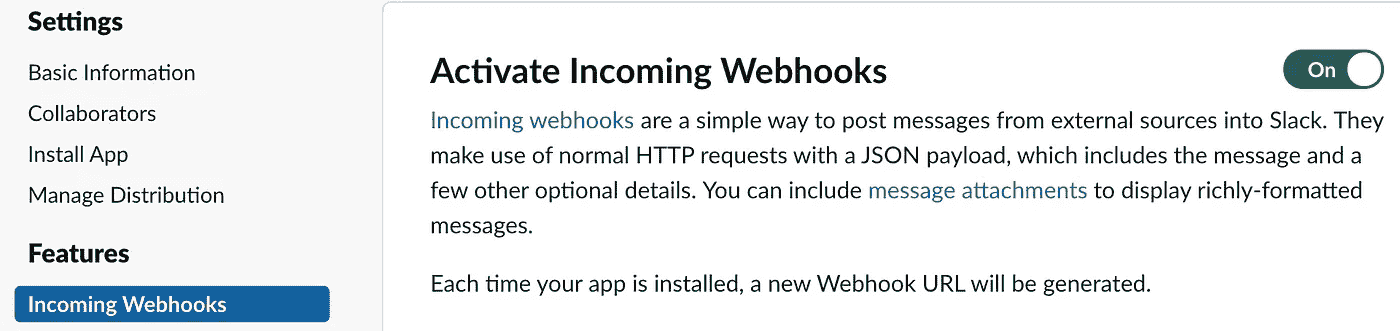 Settings
Basic Information
Collaborators
Install App
Manage Distribution
Features
Incoming Webhooks
Activate Incoming Webhooks
On
Incoming webhooks are a simple way to post messages from external sources into Slack. They
make use of normal HTTP requests with a JSON payload, which includes the message and a
few other optional details. You can include message attachments to display richly-formatted
messages.
Each time your app is installed, a new Webhook URL will be generated.